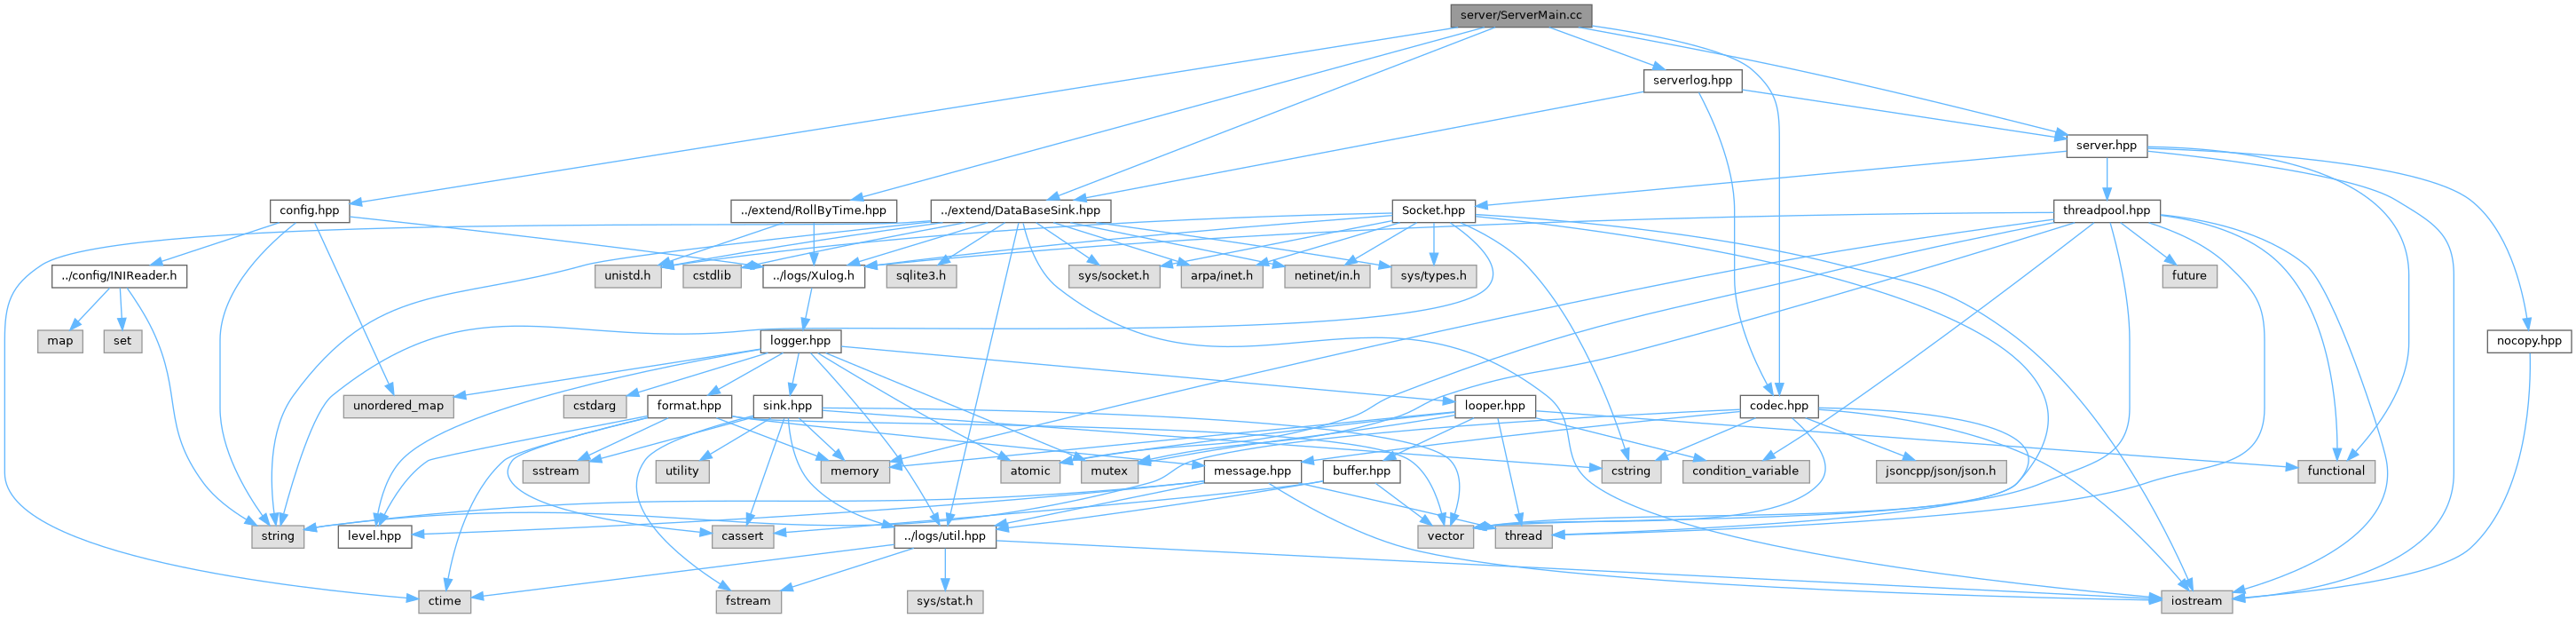 server/ServerMain.cc
serverlog.hpp
server.hpp
config.hpp
../extend/RollByTime.hpp
../extend/DataBaseSink.hpp
Socket.hpp
threadpool.hpp
../config/INIReader.h
unistd.h
cstdlib
../logs/Xulog.h
sqlite3.h
sys/socket.h
arpa/inet.h
netinet/in.h
sys/types.h
future
map
set
logger.hpp
nocopy.hpp
unordered_map
cstdarg
format.hpp
sink.hpp
looper.hpp
codec.hpp
sstream
utility
memory
atomic
mutex
message.hpp
buffer.hpp
cstring
condition_variable
jsoncpp/json/json.h
functional
string
level.hpp
cassert
../logs/util.hpp
vector
thread
ctime
fstream
sys/stat.h
iostream